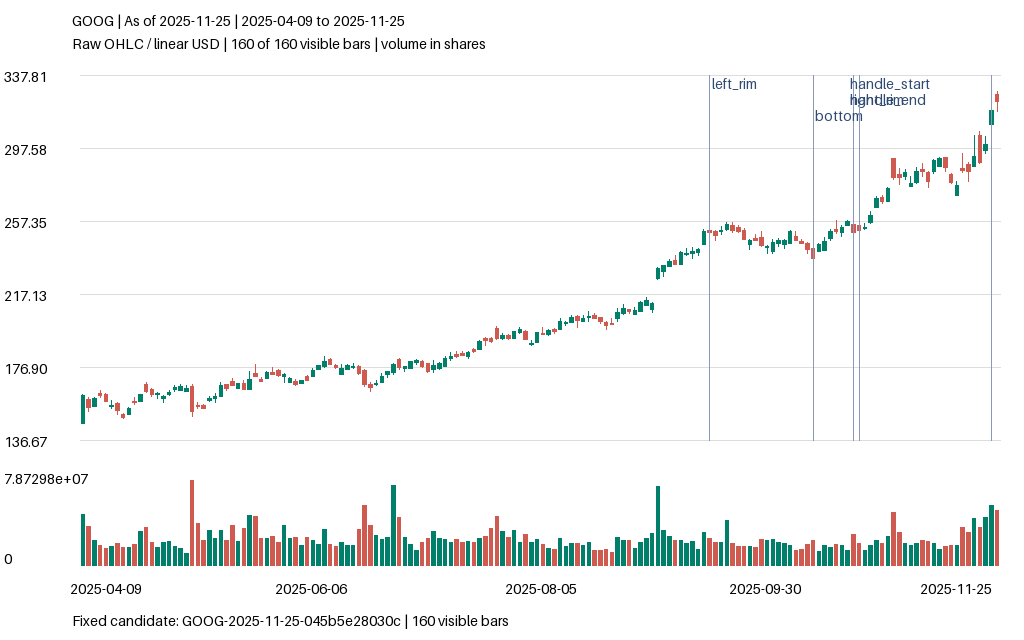 GOOG | As of 2025-11-25 | 2025-04-09 to 2025-11-25
Raw OHLC / linear USD | 160 of 160 visible bars | volume in shares
337.81
left_rim
handle_start
handle_end
bottom
297.58
257.35
217.13
176.90
136.67
7.87298e+07
0
2025-04-09
2025-06-06
2025-08-05
2025-09-30
2025-11-25
Fixed candidate: GOOG-2025-11-25-045b5e28030c | 160 visible bars